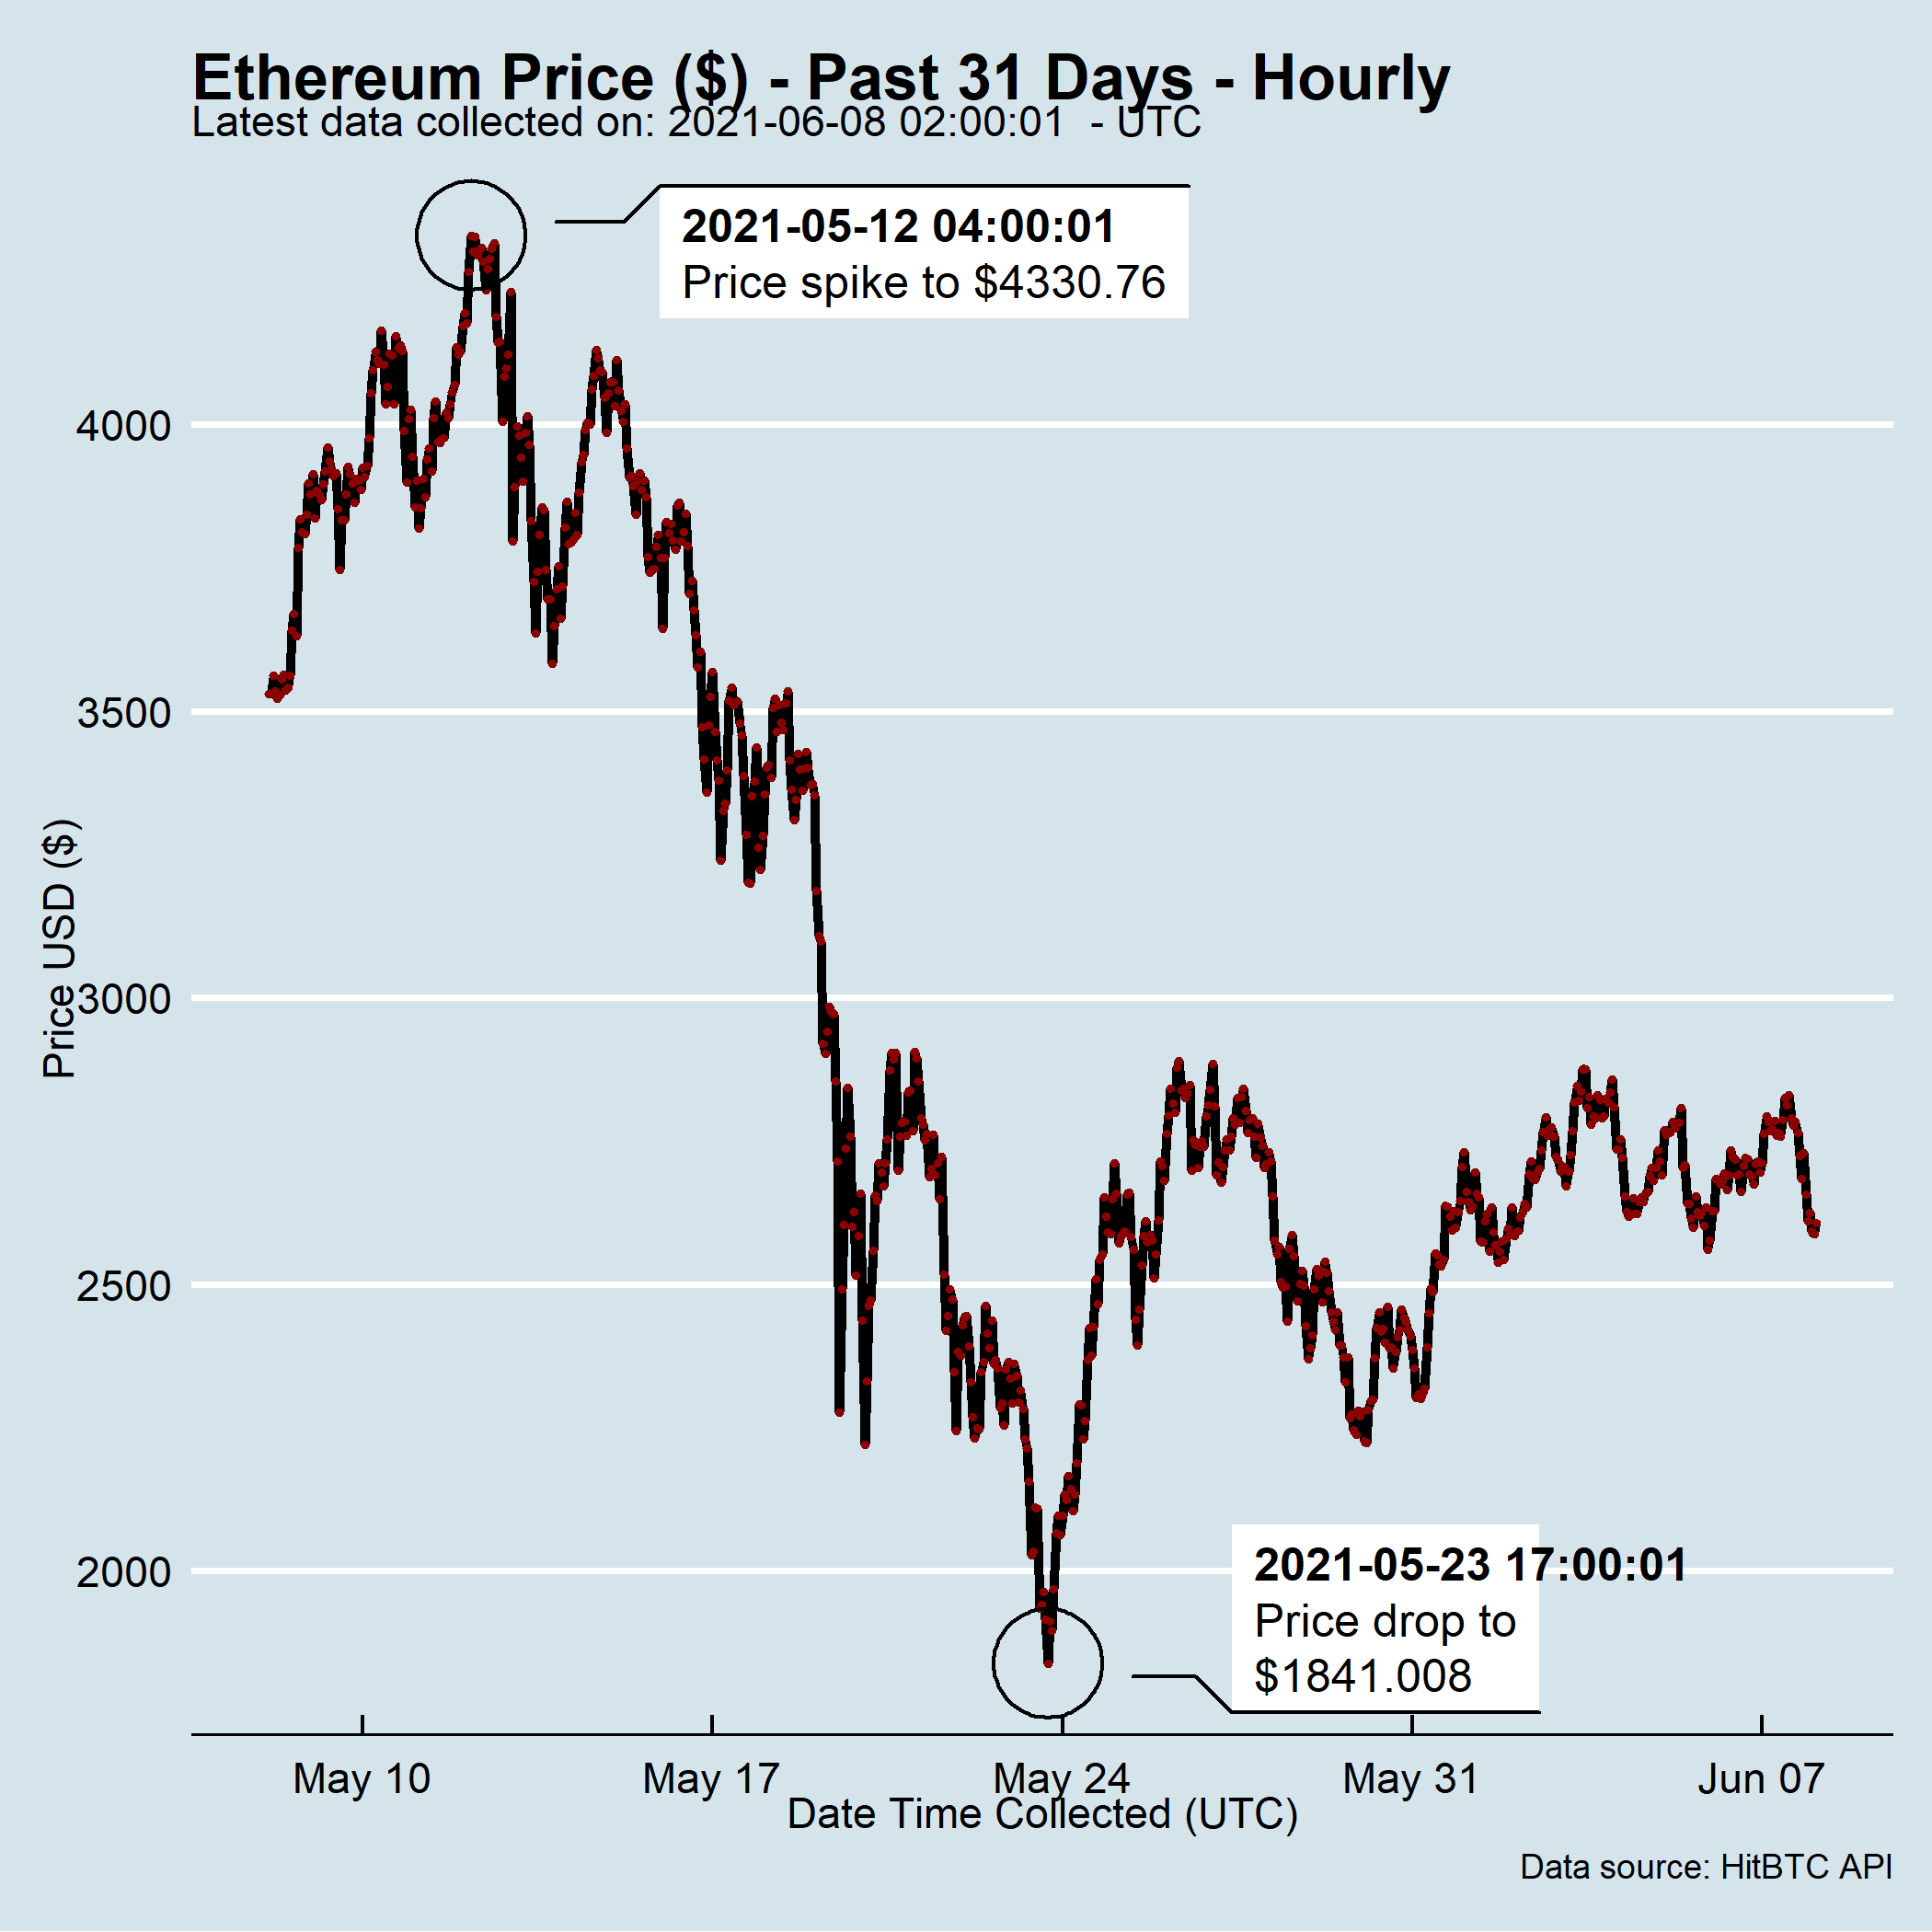 Ethereum Price ($) - Past 31 Days - Hourly
Latest data collected on: 2021-06-08 02:00:01  - UTC
2021-05-12 04:00:01
Price spike to $4330.76
4000
3500
3000
2500
2000
Price USD ($)
2021-05-23 17:00:01
Price drop to
$1841.008
May 10
May 17
May 24
May 31
Jun 07
Date Time Collected (UTC)
Data source: HitBTC API